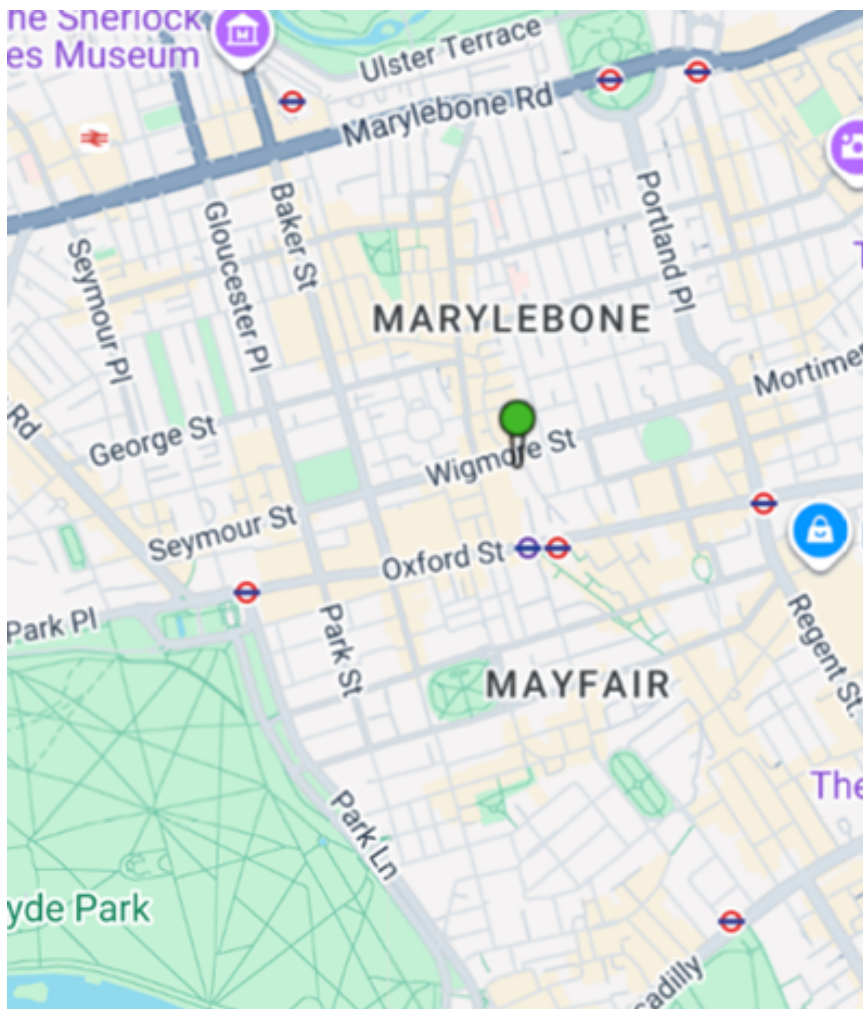 he Sherlock
es Museum
Ulster Terrace
Marylebone Rd
Baker St
Portland Pl
Gloucester Pl
Seymour Pl
MARYLEBONE
Mortimer
Rd
George St
Wigmore St
Seymour St
Oxford St
Park Pl
Park St
Regent St.
MAYFAIR
The
Park Ln
yde Park
cadilly